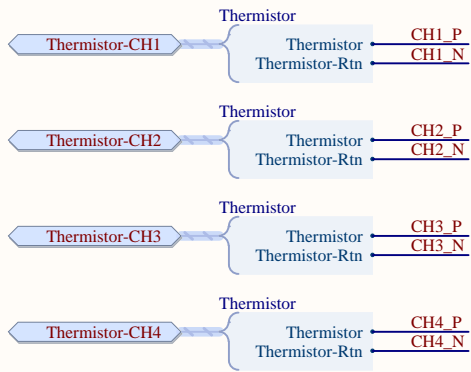 Thermistor
Thermistor-CH1 Thermistor CH1_P
Thermistor-Rtn CH1_N
Thermistor
Thermistor-CH2 Thermistor CH2_P
Thermistor-Rtn CH2_N
Thermistor
Thermistor-CH3 Thermistor CH3_P
Thermistor-Rtn CH3_N
Thermistor
Thermistor-CH4 Thermistor CH4_P
Thermistor-Rtn CH4_N